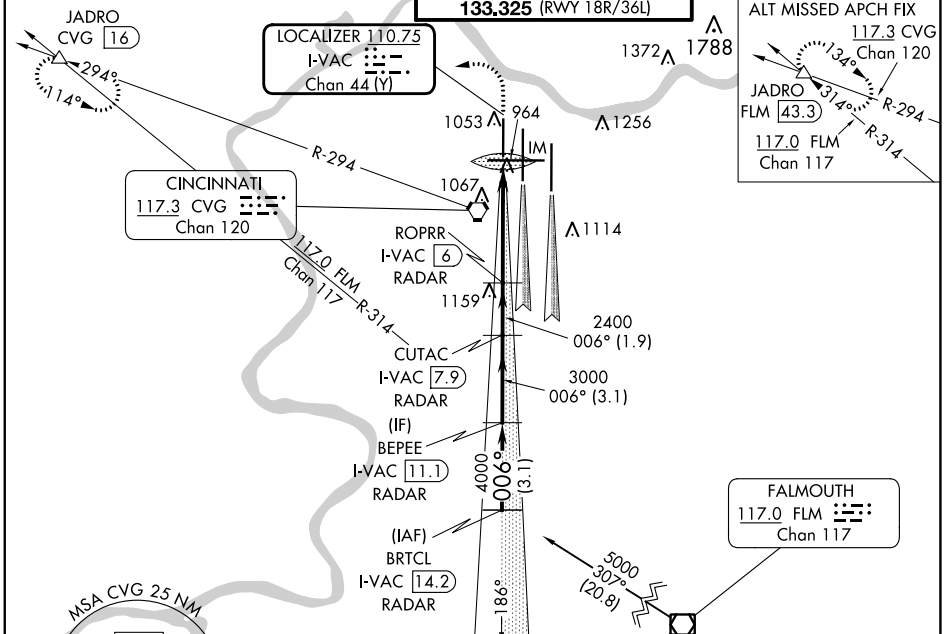 133.325 (RWY 18R/36L)
JADRO
CVG 16
294°
114°
LOCALIZER 110.75
I-VAC
Chan 44 (Y)
1372
1788
ALT MISSED APCH FIX
117.3 CVG
Chan 120
134°
314°
JADRO
FLM 43.3
R-294
R-314
117.0 FLM
Chan 117
1053
964
1256
IM
R-294
CINCINNATI
117.3 CVG
Chan 120
1067
1114
ROPRR
I-VAC 6
RADAR
117.0 FLM
Chan 117
R-314
1159
2400
006° (1.9)
CUTAC
I-VAC 7.9
RADAR
3000
006° (3.1)
(IF)
BEPEE
I-VAC 11.1
RADAR
4000
006°
(3.1)
FALMOUTH
117.0 FLM
Chan 117
(IAF)
BRTCL
I-VAC 14.2
RADAR
5000
307°
(20.8)
186°
MSA CVG 25 NM